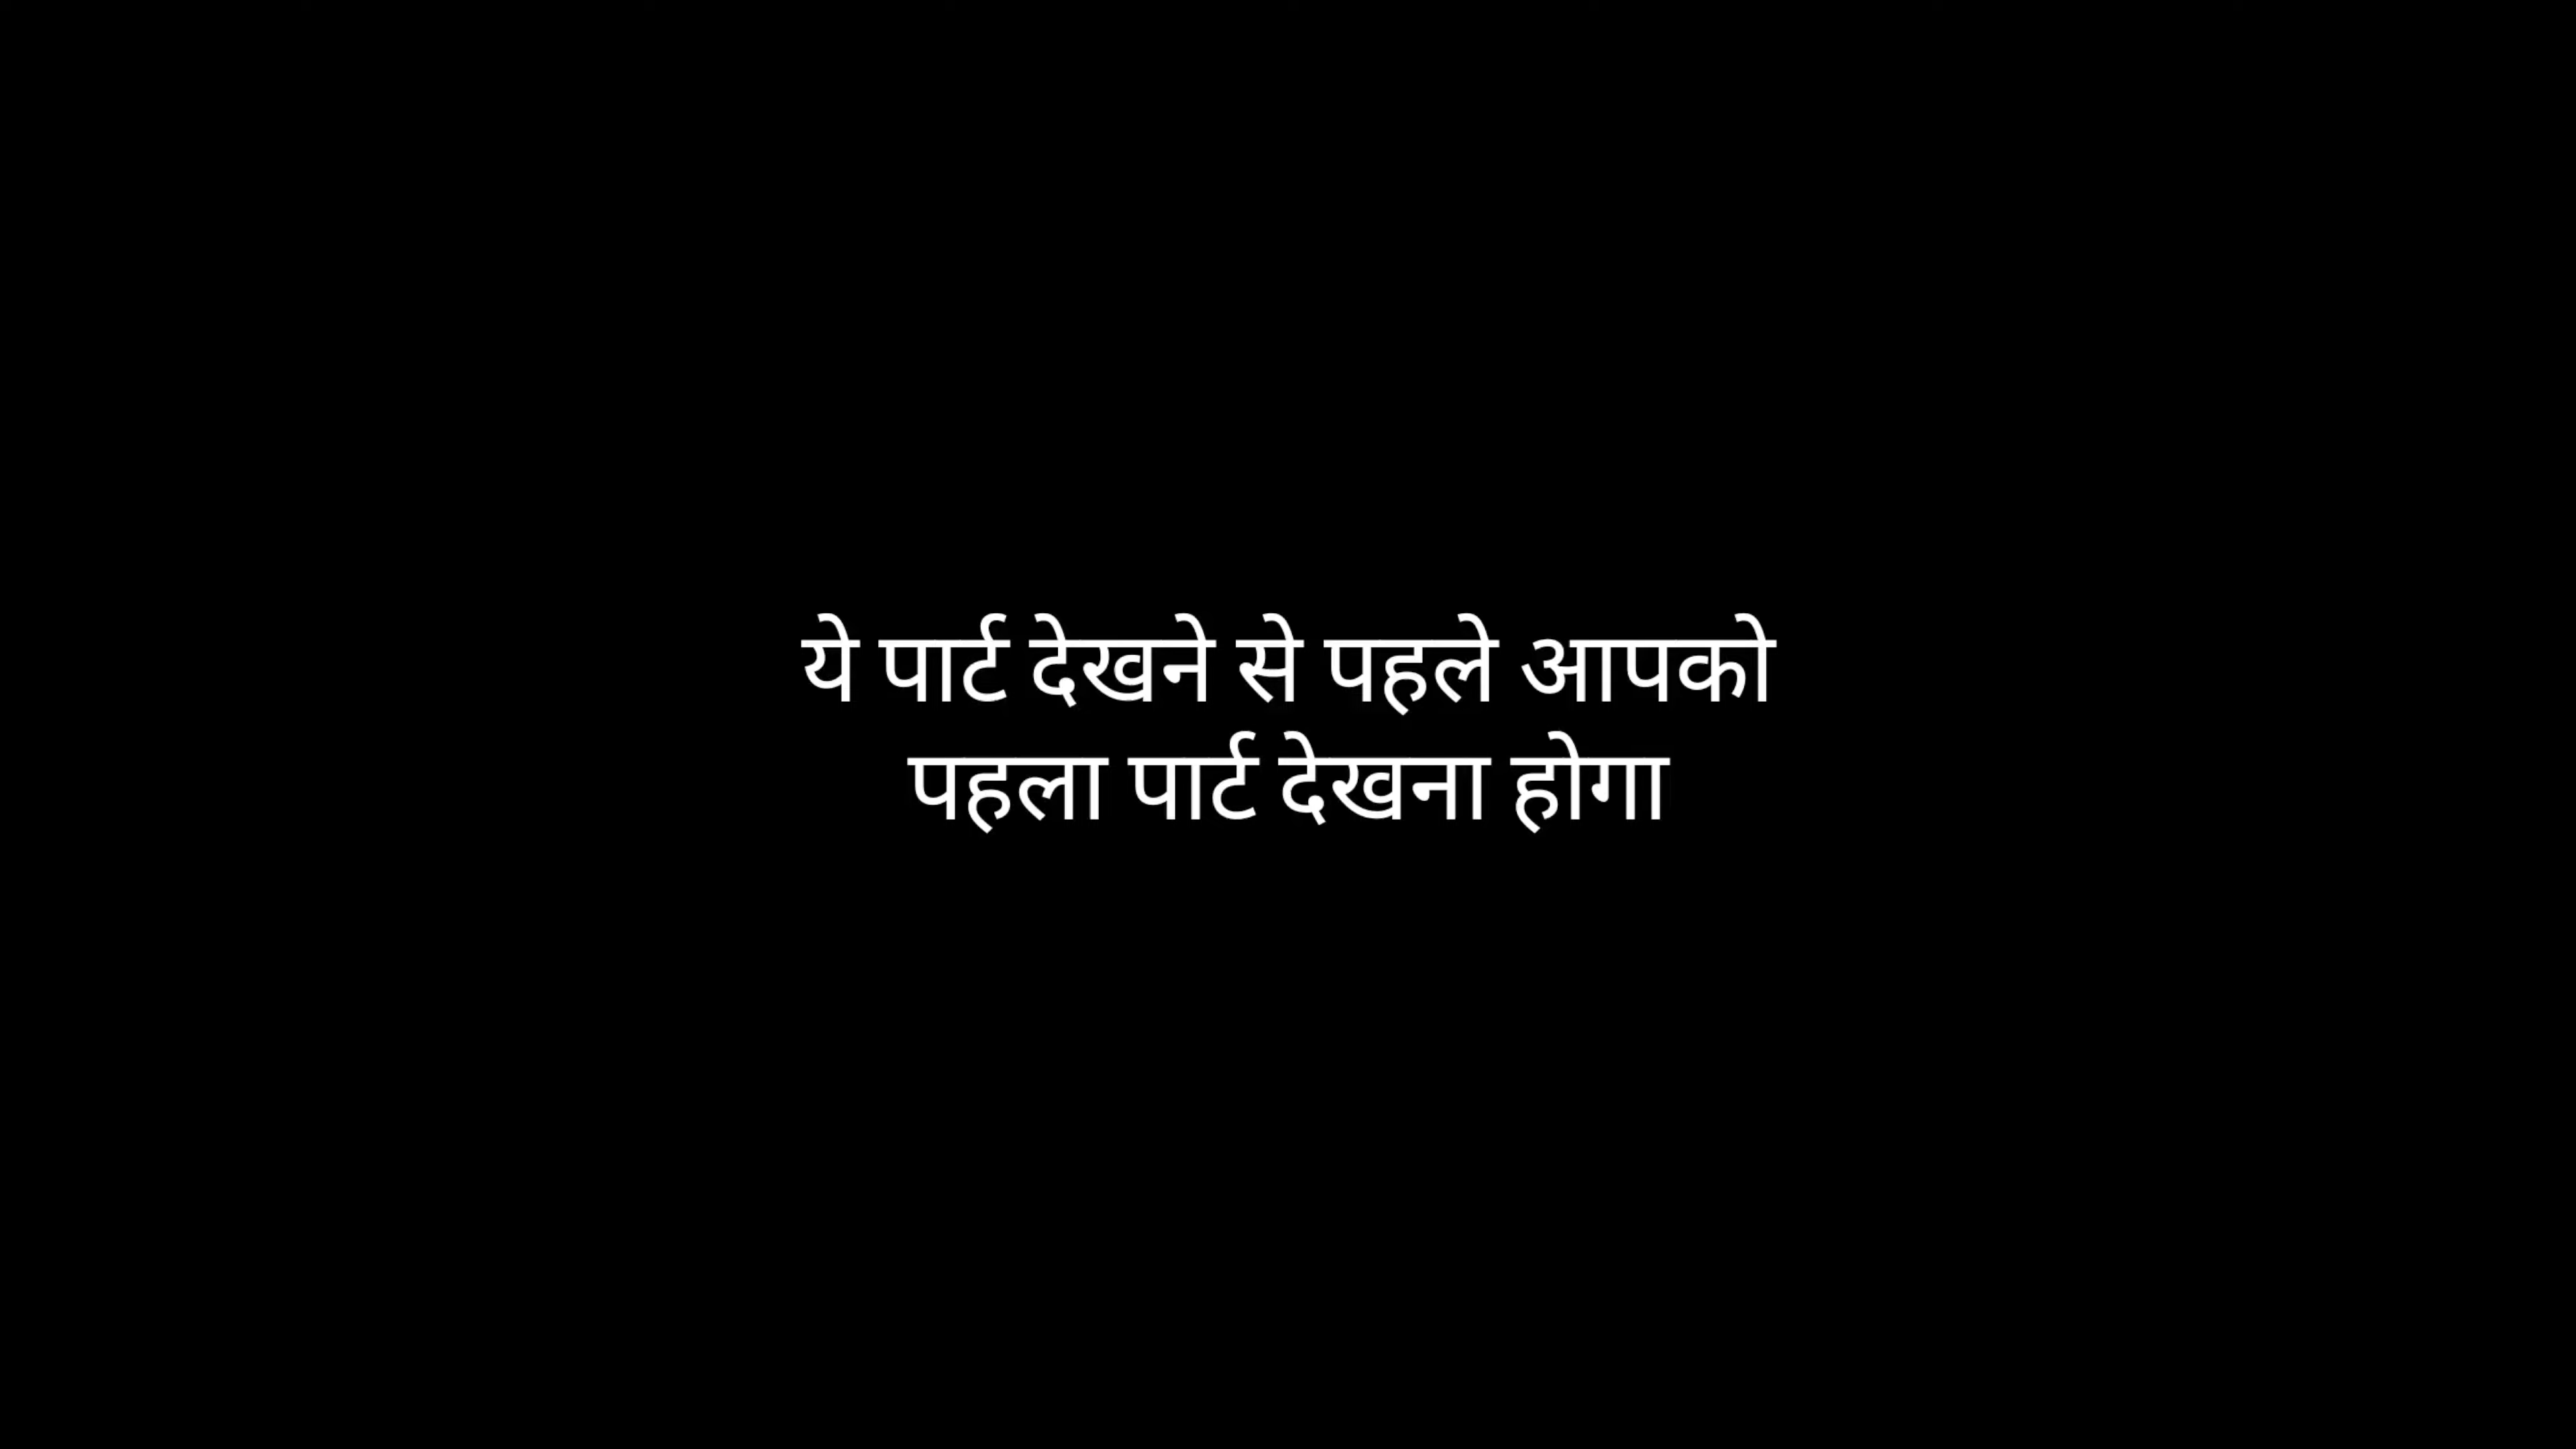 ये पार्ट देखने से पहले आपको
पहला पार्ट देखना होगा